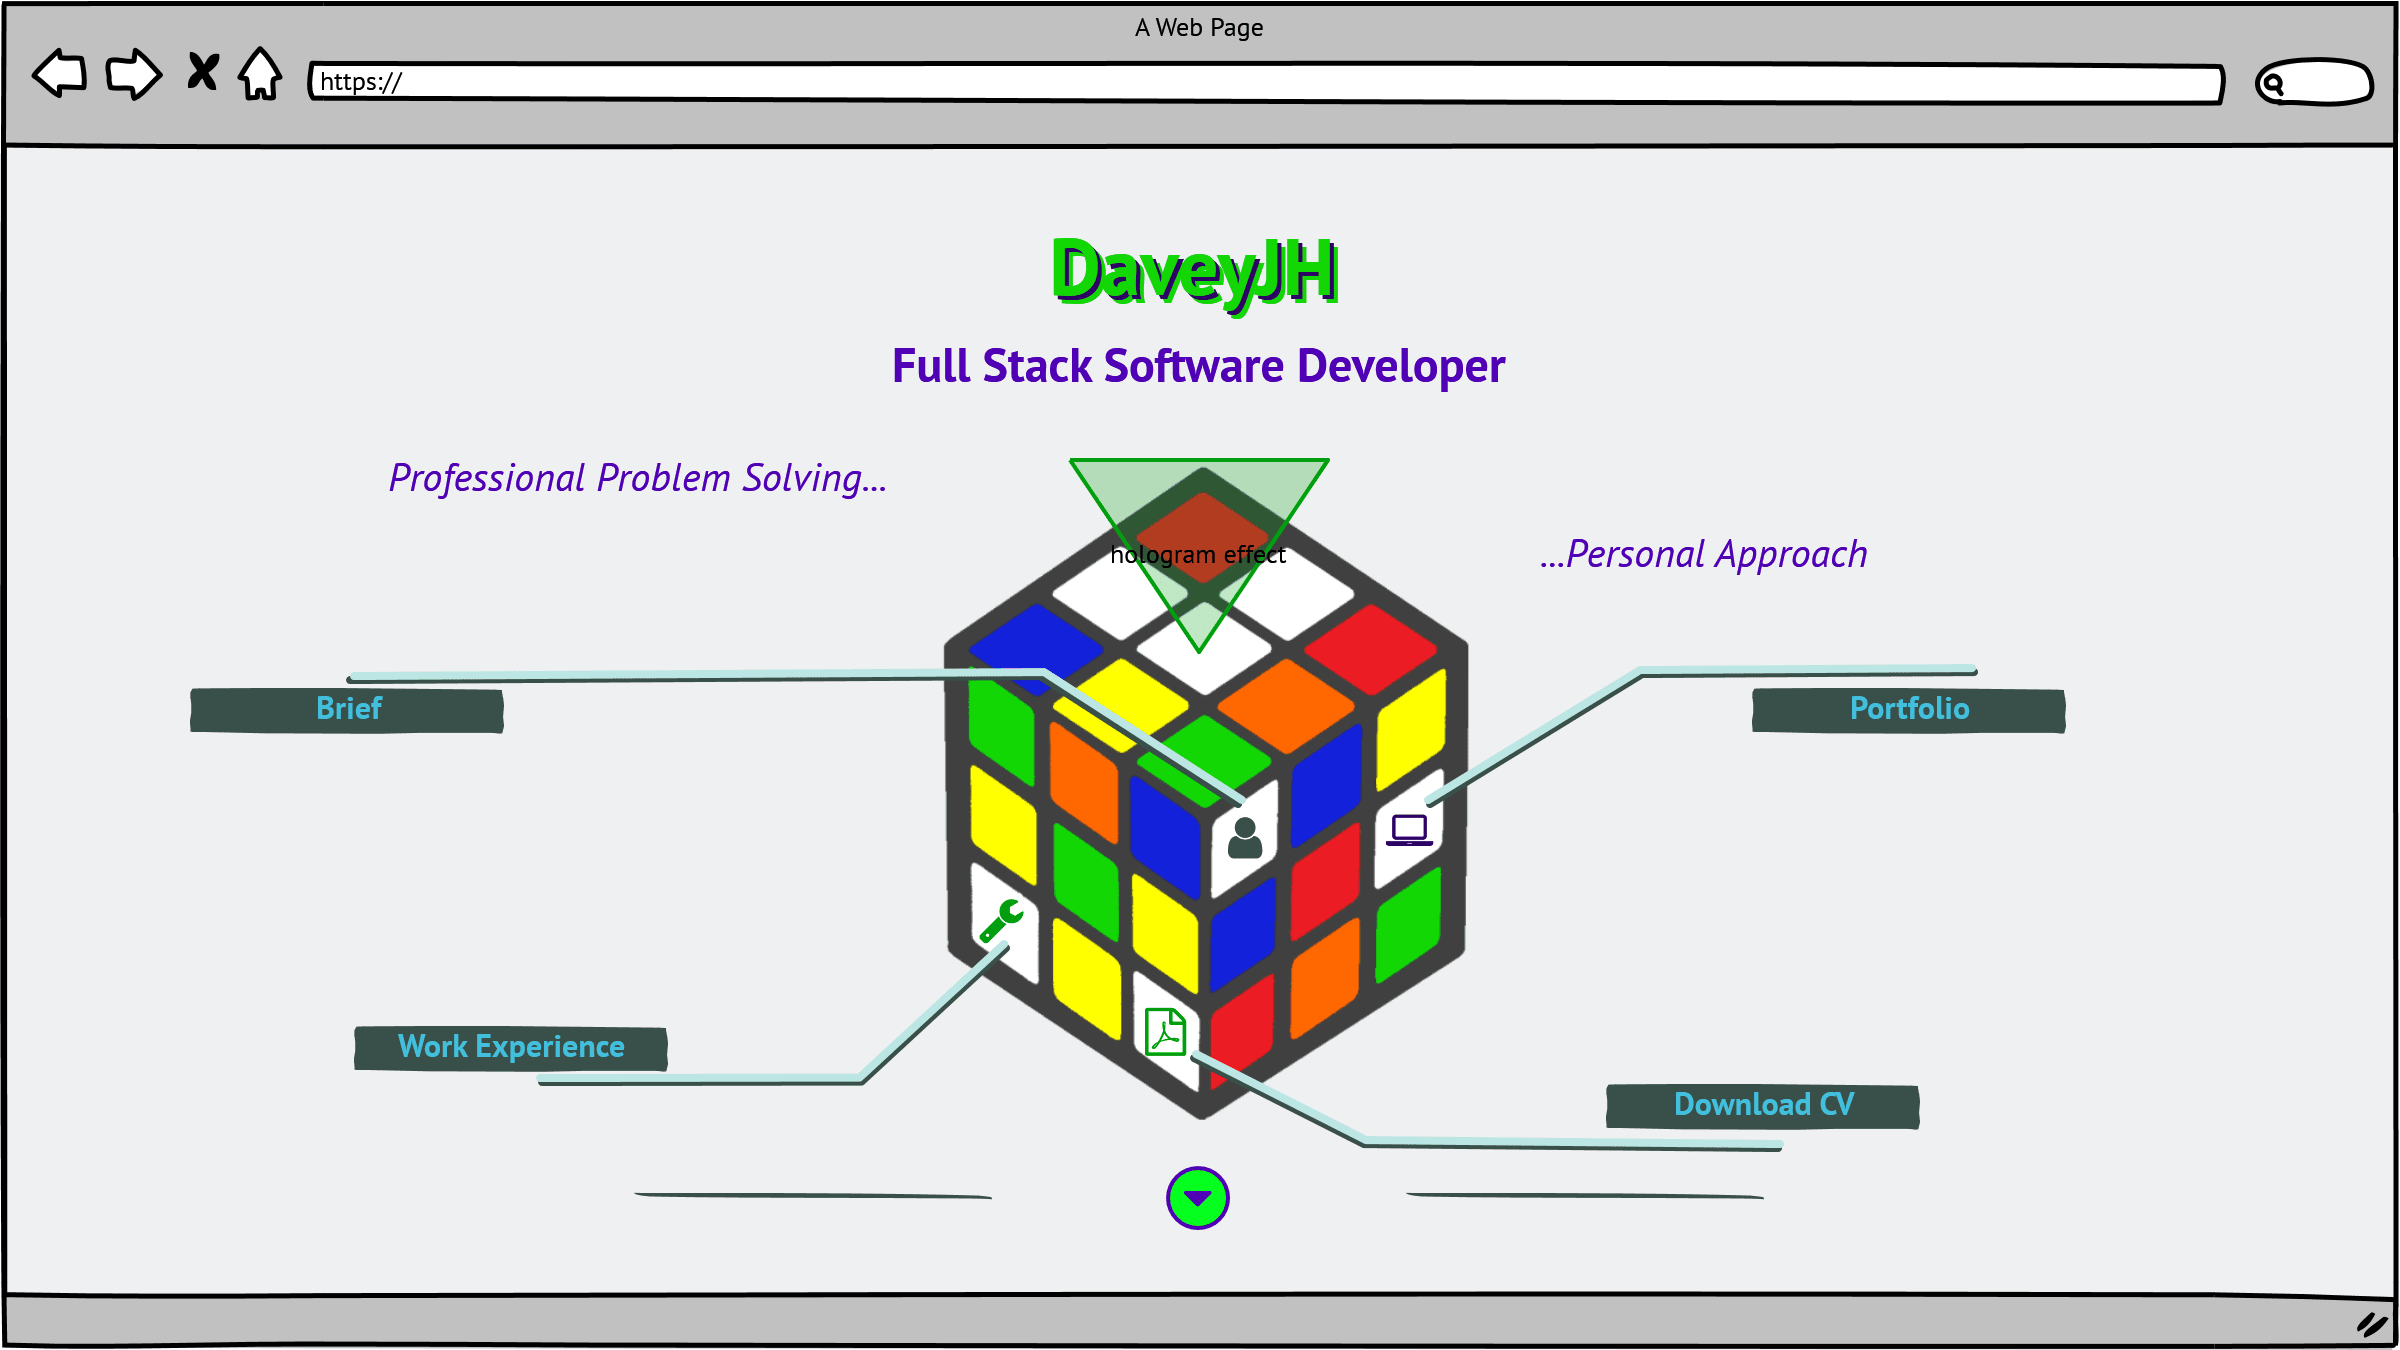 A Web Page
https://
DaveyJH
Full Stack Software Developer
Professional Problem Solving...
...Personal Approach
hologram effect
Brief
Portfolio
Work Experience
Download CV